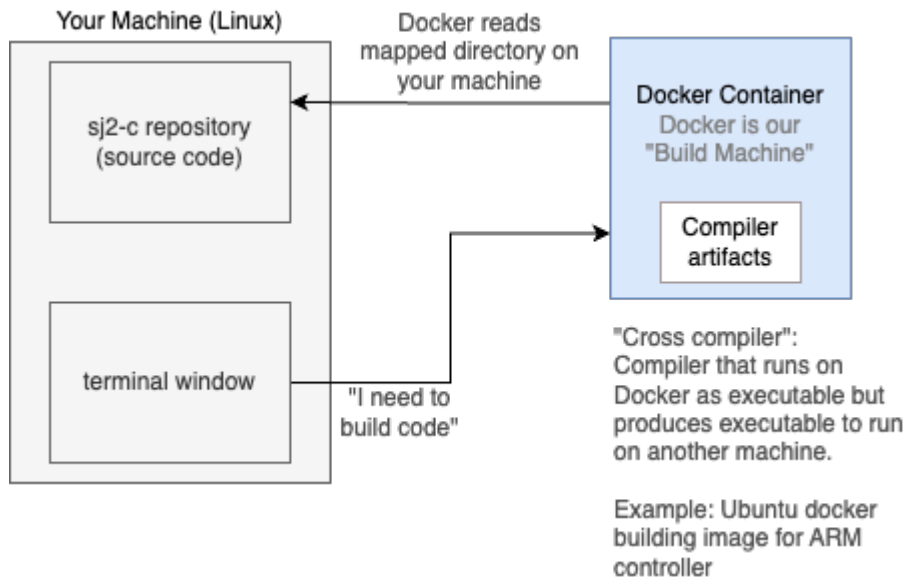 Your Machine (Linux)
sj2-c repository
(source code)
terminal window
Docker reads
mapped directory on
your machine
"I need to
build code"
Docker Container
Docker is our
"Build Machine"
Compiler
artifacts
"Cross compiler":
Compiler that runs on
Docker as executable but
produces executable to run
on another machine.
Example: Ubuntu docker
building image for ARM
controller